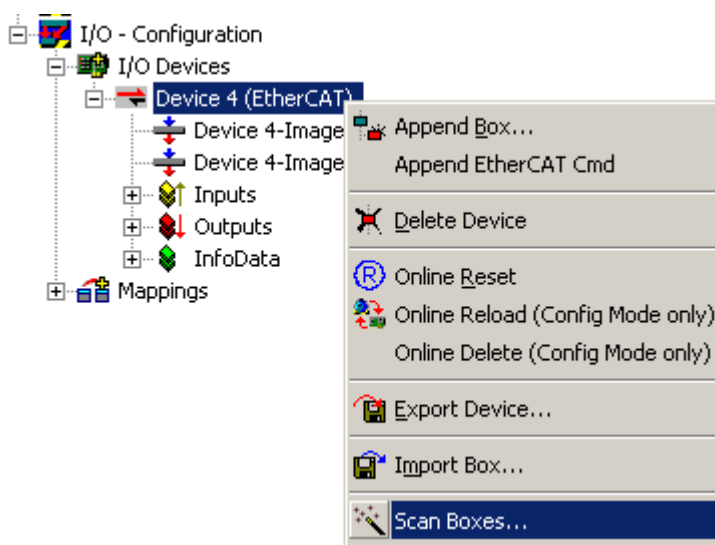 I/O - Configuration
I/O Devices
Device 4 (EtherCAT)
Device 4-Image
Device 4-Image
Inputs
Outputs
InfoData
Mappings
Append Box...
Append EtherCAT Cmd
Delete Device
Online Reset
Online Reload (Config Mode only)
Online Delete (Config Mode only)
Export Device...
Import Box...
Scan Boxes...